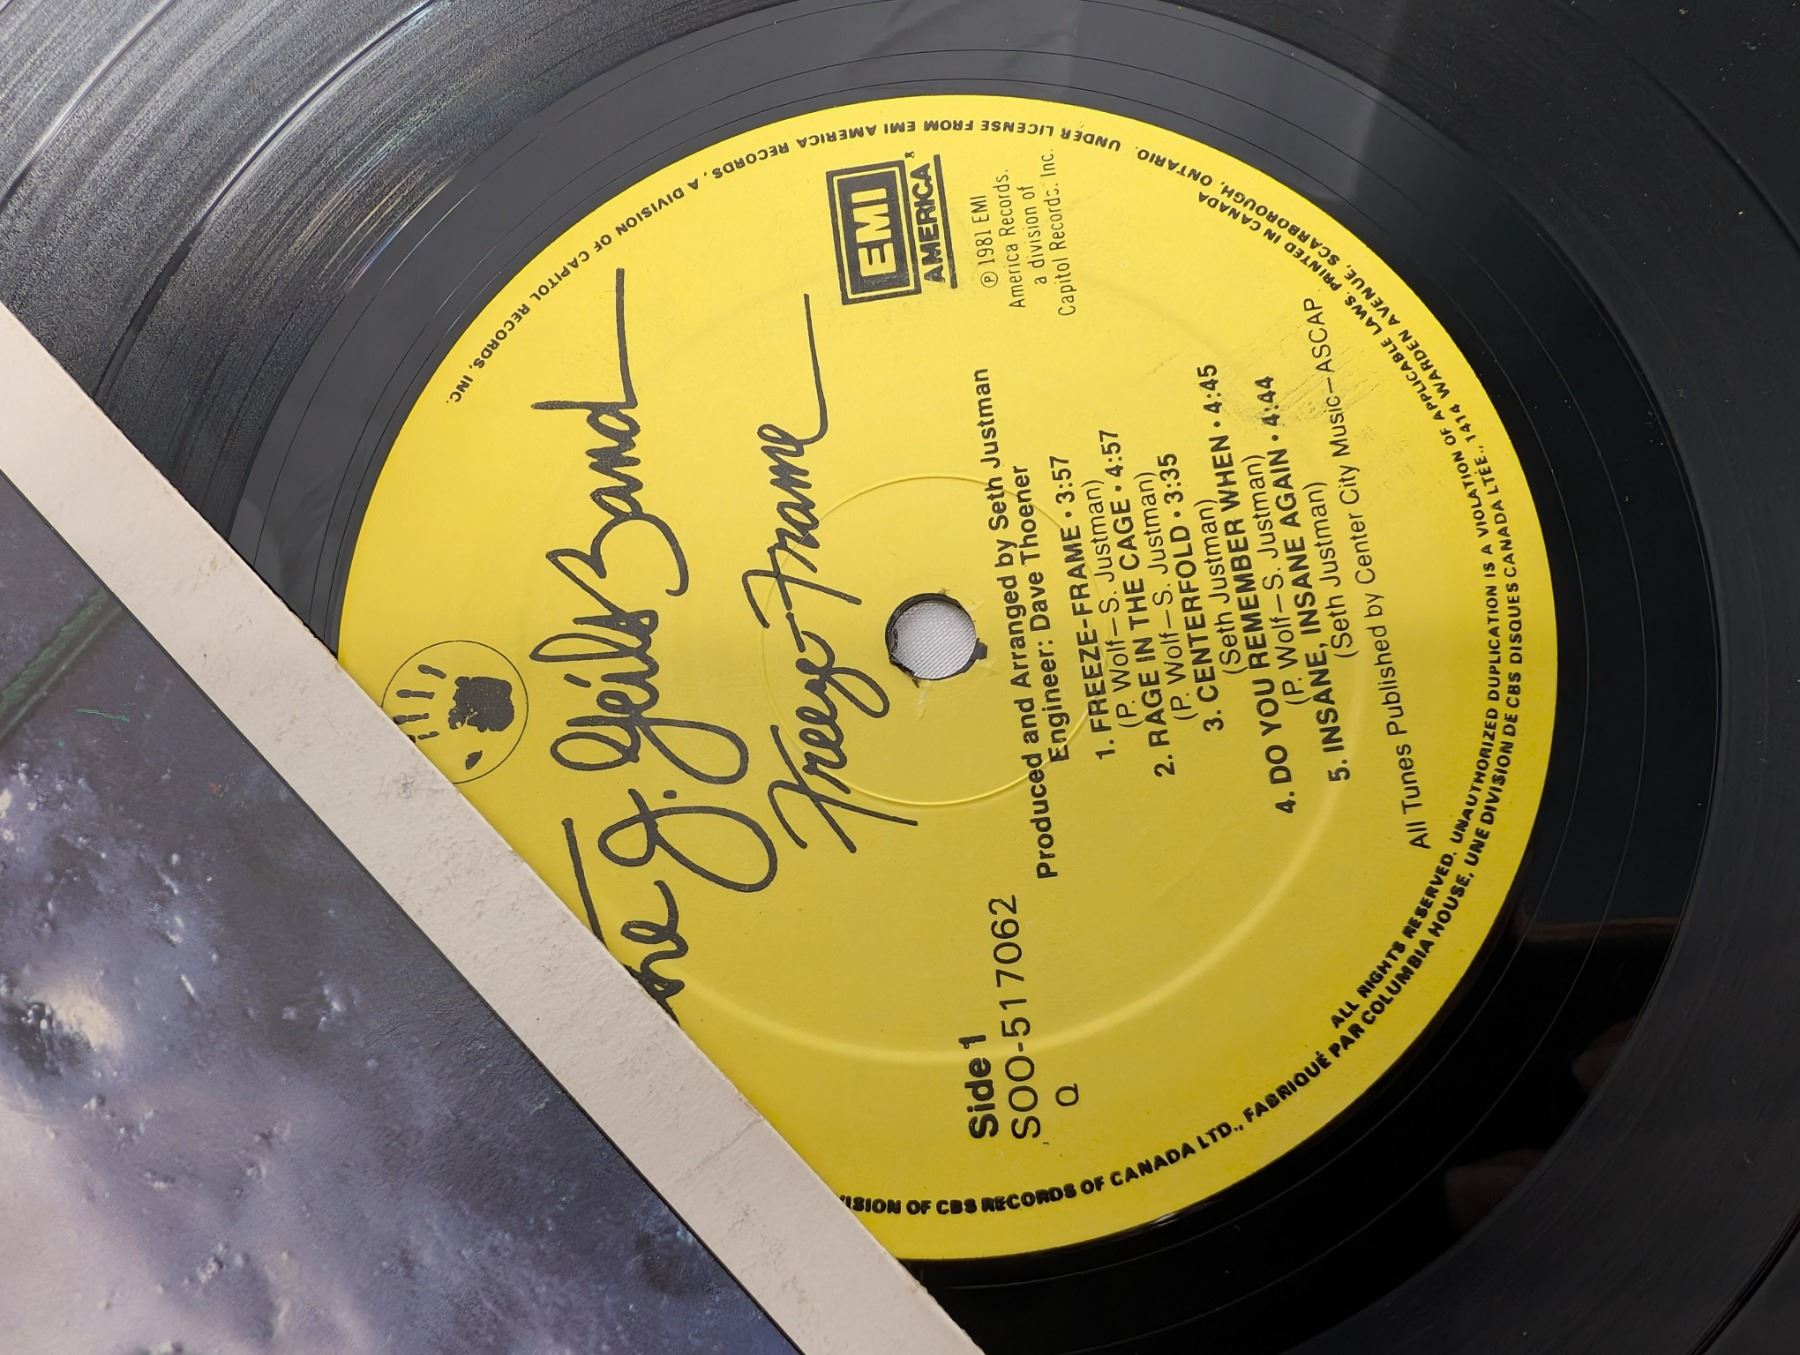 The J. Geils Band
Freeze-Frame
EMI
AMERICA
℗ 1981 EMI
America Records.
a division of
Capitol Records. Inc.
Side 1
SOO-517062
Q
Produced and Arranged by Seth Justman
Engineer: Dave Thoener
1. FREEZE-FRAME • 3:57
(P. Wolf—S. Justman)
2. RAGE IN THE CAGE • 4:57
(P. Wolf—S. Justman)
3. CENTERFOLD • 3:35
(Seth Justman)
4. DO YOU REMEMBER WHEN • 4:45
(P. Wolf—S. Justman)
5. INSANE, INSANE AGAIN • 4:44
(Seth Justman)
All Tunes Published by Center City Music—ASCAP
ALL RIGHTS RESERVED. UNAUTHORIZED DUPLICATION IS A VIOLATION OF APPLICABLE LAWS. PRINTED IN CANADA
OF CBS RECORDS OF CANADA LTD., FABRIQUÉ PAR COLUMBIA HOUSE, UNE DIVISION DE CBS DISQUES CANADA LTÉE., 1414 WARDEN AVENUE, SCARBOROUGH, ONTARIO. UNDER LICENSE FROM EMI AMERICA RECORDS, A DIVISION OF CAPITOL RECORDS, INC.